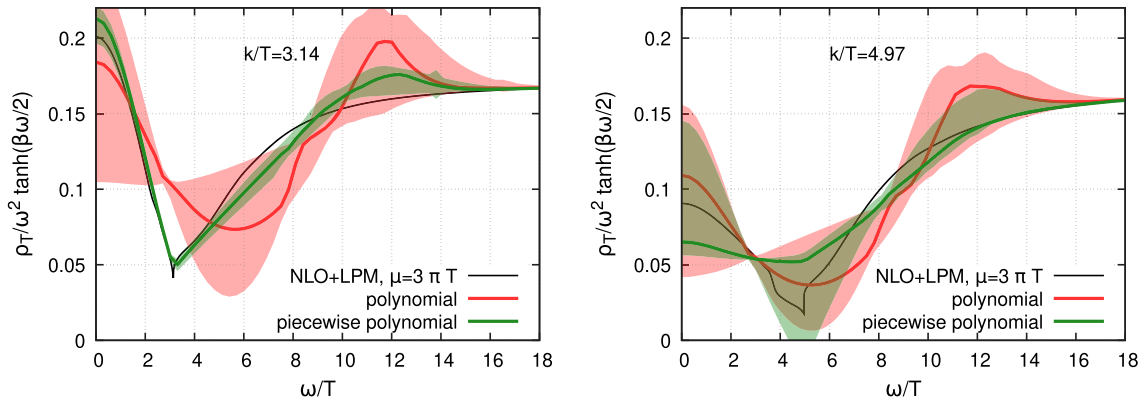 ρT/ω² tanh(βω/2)
0.2
0.15
0.1
0.05
0
k/T=3.14
NLO+LPM, μ=3 π T
polynomial
piecewise polynomial
0 2 4 6 8 10 12 14 16 18
ω/T
ρT/ω² tanh(βω/2)
0.2
0.15
0.1
0.05
0
k/T=4.97
NLO+LPM, μ=3 π T
polynomial
piecewise polynomial
0 2 4 6 8 10 12 14 16 18
ω/T